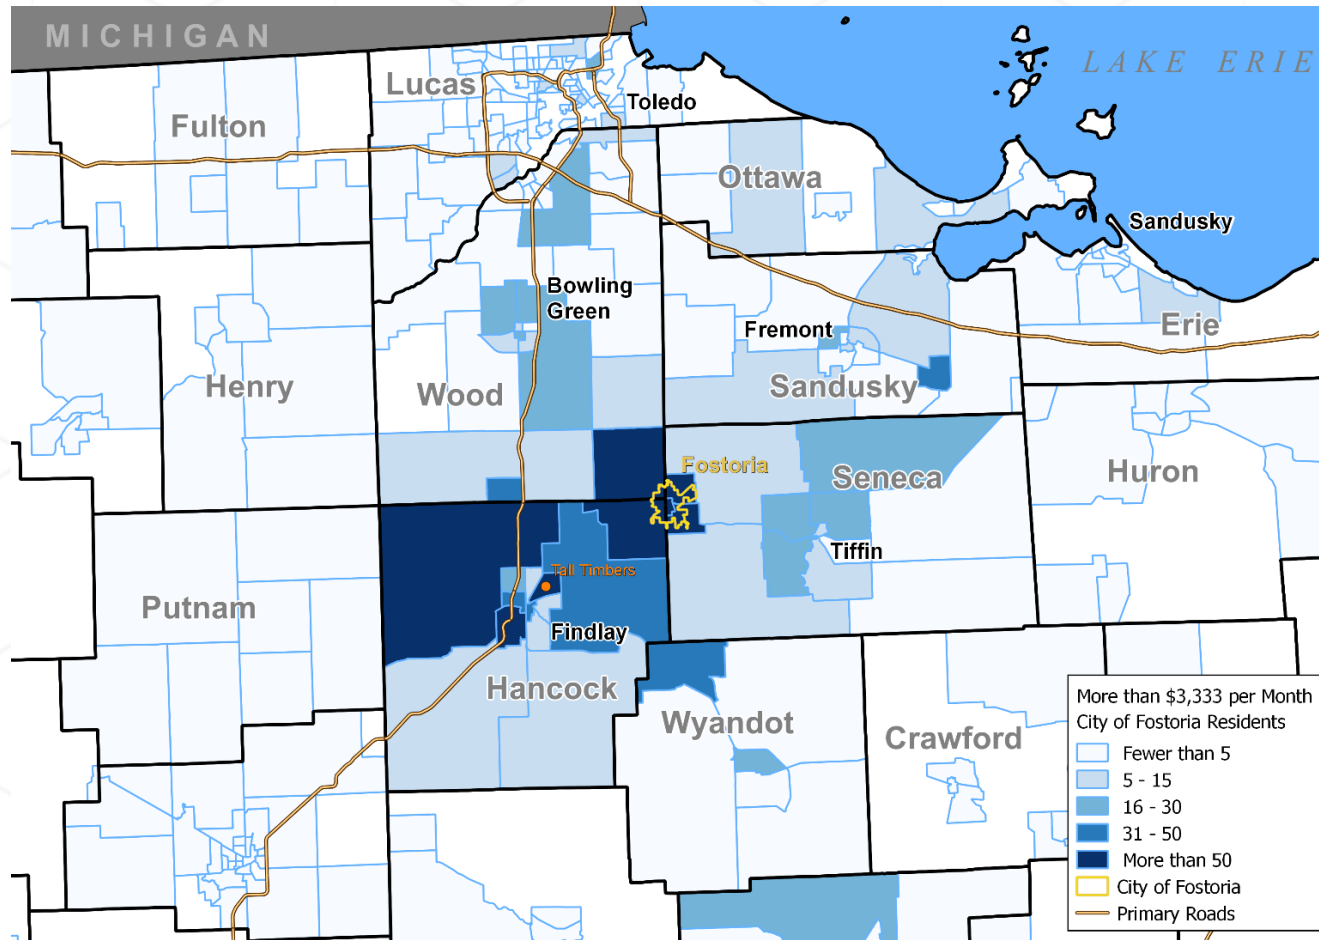 MICHIGAN
LAKE ERIE
Lucas
Toledo
Fulton
Ottawa
Sandusky
Bowling
Green
Fremont
Erie
Henry
Wood
Sandusky
Fostoria
Seneca
Huron
Tiffin
Tall Timbers
Putnam
Findlay
Hancock
Wyandot
Crawford
More than $3,333 per Month
City of Fostoria Residents
Fewer than 5
5 - 15
16 - 30
31 - 50
More than 50
City of Fostoria
Primary Roads